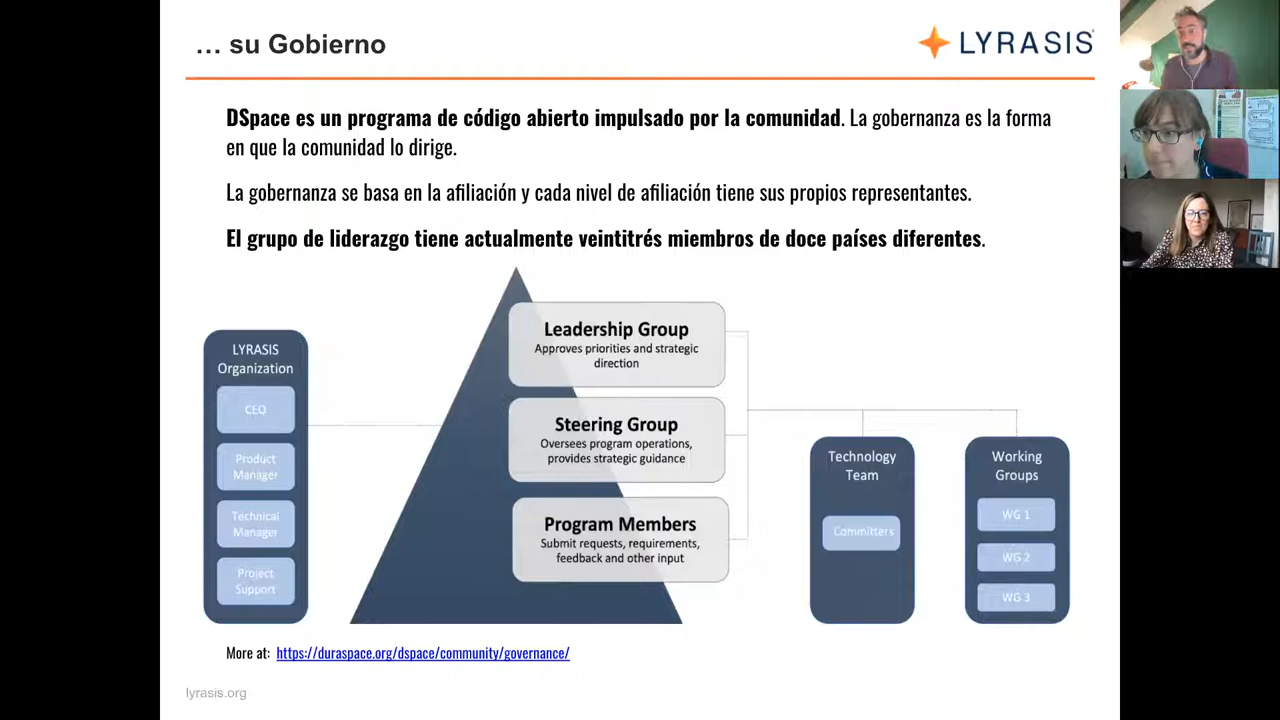 … su Gobierno
LYRASIS
DSpace es un programa de código abierto impulsado por la comunidad. La gobernanza es la forma
en que la comunidad lo dirige.
La gobernanza se basa en la afiliación y cada nivel de afiliación tiene sus propios representantes.
El grupo de liderazgo tiene actualmente veintitrés miembros de doce países diferentes.
LYRASIS
Organization
CEO
Product
Manager
Technical
Manager
Project
Support
Leadership Group
Approves priorities and strategic
direction
Steering Group
Oversees program operations,
provides strategic guidance
Program Members
Submit requests, requirements,
feedback and other input
Technology
Team
Committers
Working
Groups
WG 1
WG 2
WG 3
More at: https://duraspace.org/dspace/community/governance/
lyrasis.org